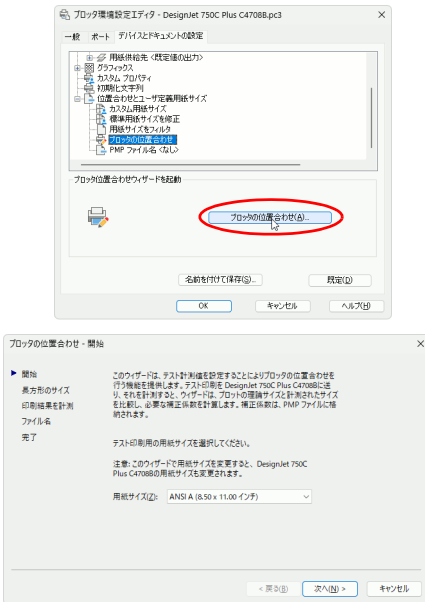 プロッタ環境設定エディタ - DesignJet 750C Plus C4708B.pc3
一般 ポート デバイスとドキュメントの設定
用紙供給先 <既定値の出力>
グラフィックス
カスタム プロパティ
初期化文字列
位置合わせとユーザ定義用紙サイズ
カスタム用紙サイズ
標準用紙サイズを修正
用紙サイズをフィルタ
プロッタの位置合わせ
PMP ファイル名 <なし>
プロッタ位置合わせウィザードを起動
プロッタの位置合わせ(A)...
名前を付けて保存(S)... 既定(D)
OK キャンセル ヘルプ(H)
プロッタの位置合わせ - 開始
開始
長方形のサイズ
印刷結果を計測
ファイル名
完了
このウィザードは、テスト計測値を設定することによりプロッタの位置合わせを
行う機能を提供します。テスト印刷を DesignJet 750C Plus C4708Bに送
り、それを計測すると、ウィザードは、プロットの理論サイズと計測されたサイズ
を比較し、必要な補正係数を計算します。補正係数は、PMP ファイルに格
納されます。
テスト印刷用の用紙サイズを選択してください。
注意: このウィザードで用紙サイズを変更すると、DesignJet 750C
Plus C4708Bの用紙サイズも変更されます。
用紙サイズ(Z): ANSI A (8.50 x 11.00 インチ)
< 戻る(B) 次へ(N) > キャンセル